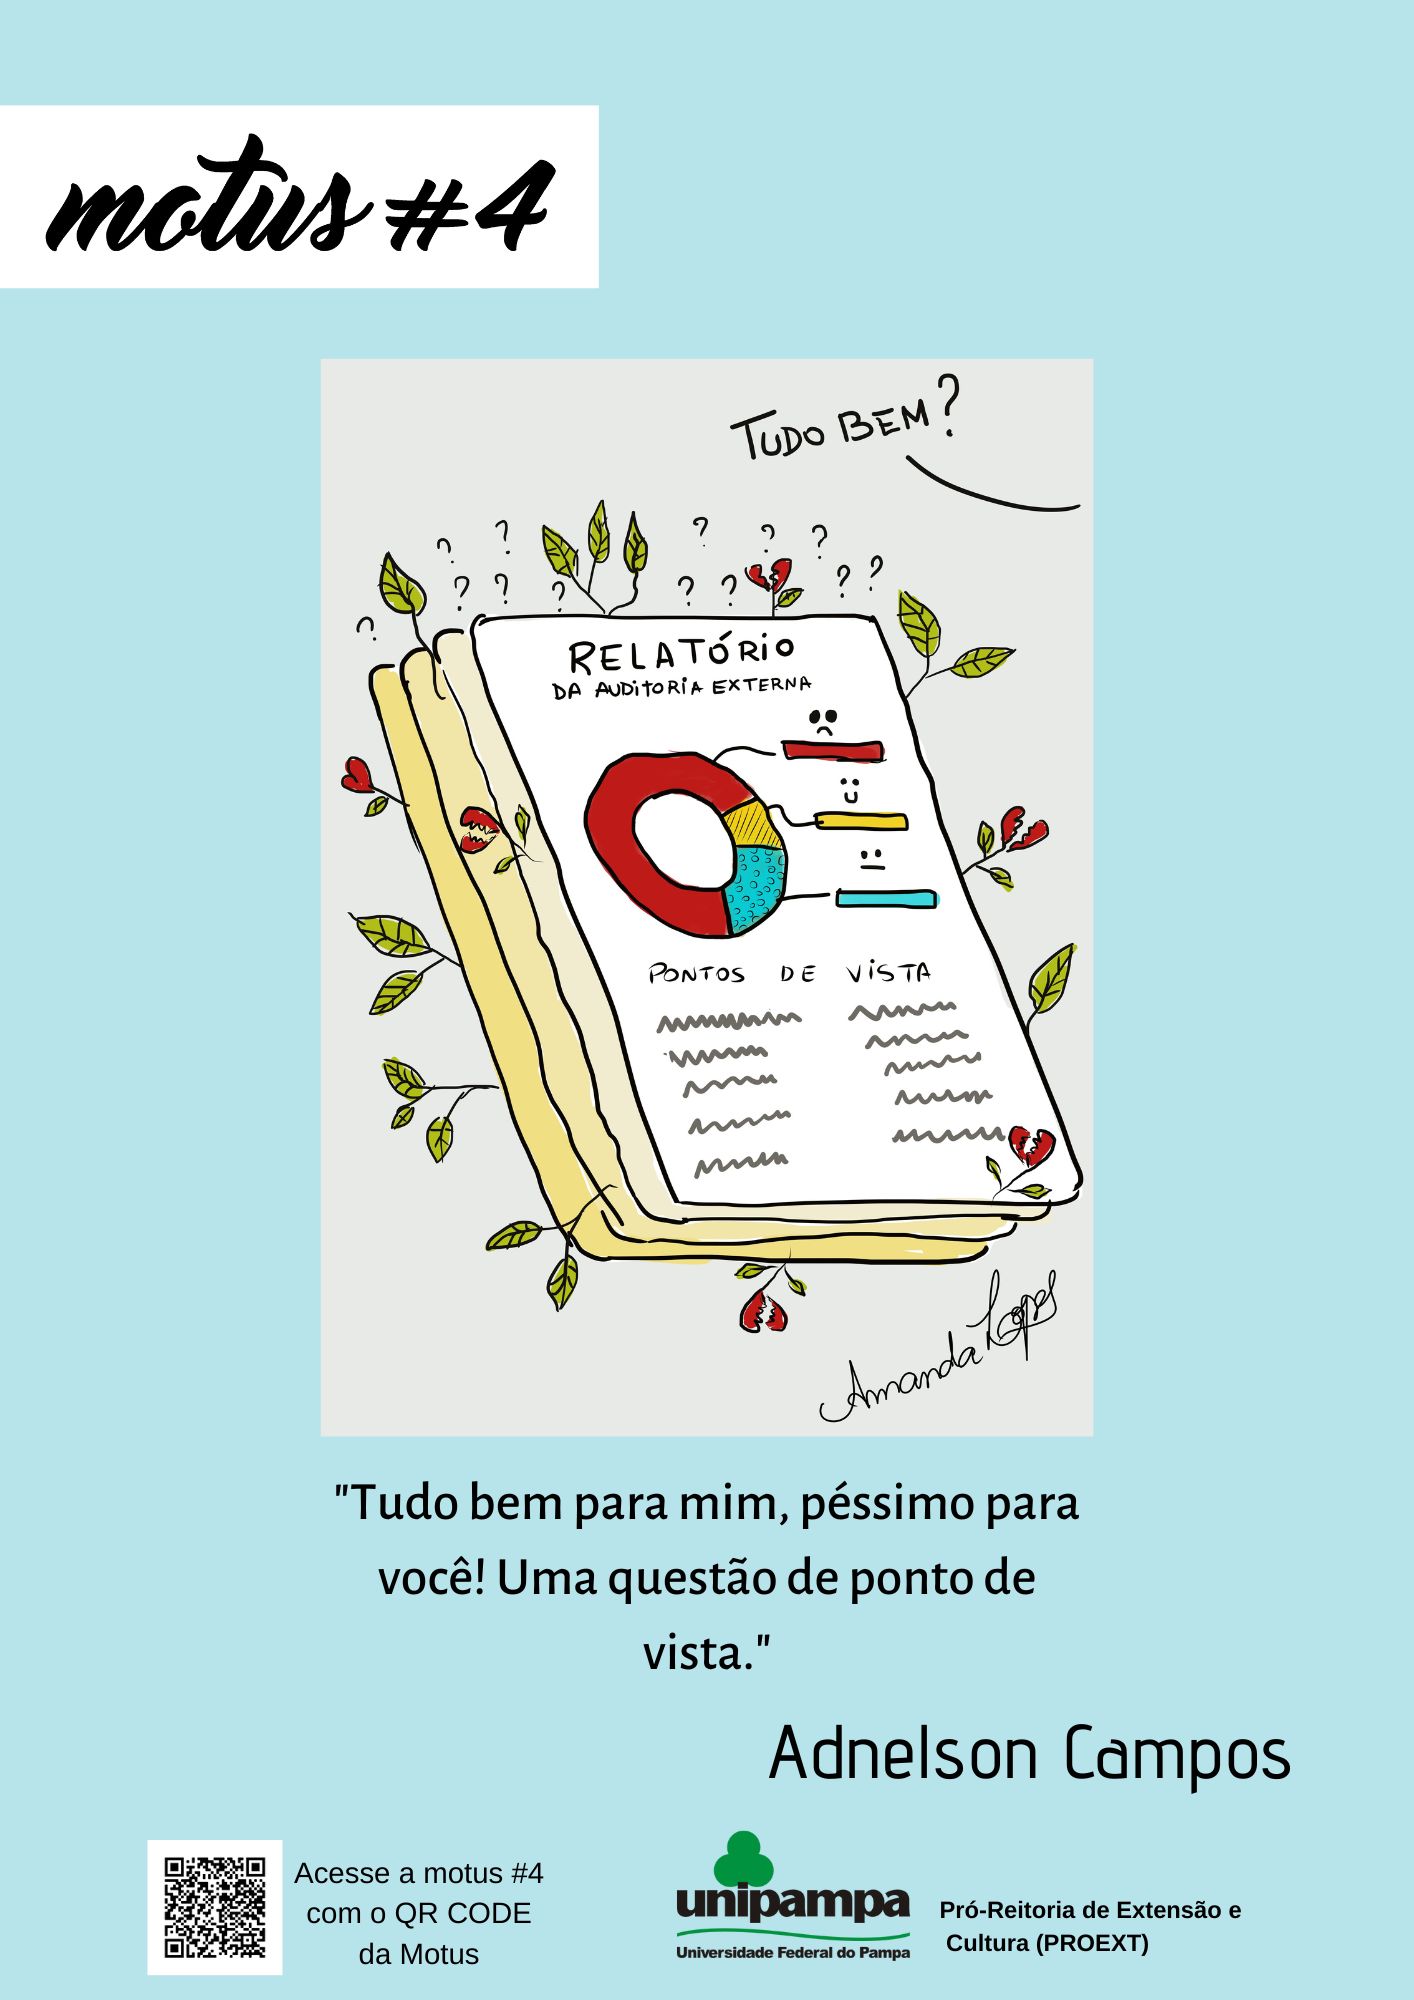 motus #4
TUDO BEM?
? ? ? ? ? ?
? ? ? ? ? ? ? ?
RELATÓRiO
DA AUDiTORiA EXTERNA
PONTOS DE ViSTA
Amanda Lopes
"Tudo bem para mim, péssimo para
você! Uma questão de ponto de
vista."
Adnelson Campos
Acesse a motus #4
com o QR CODE
da Motus
unipampa
Universidade Federal do Pampa
Pró-Reitoria de Extensão e
Cultura (PROEXT)